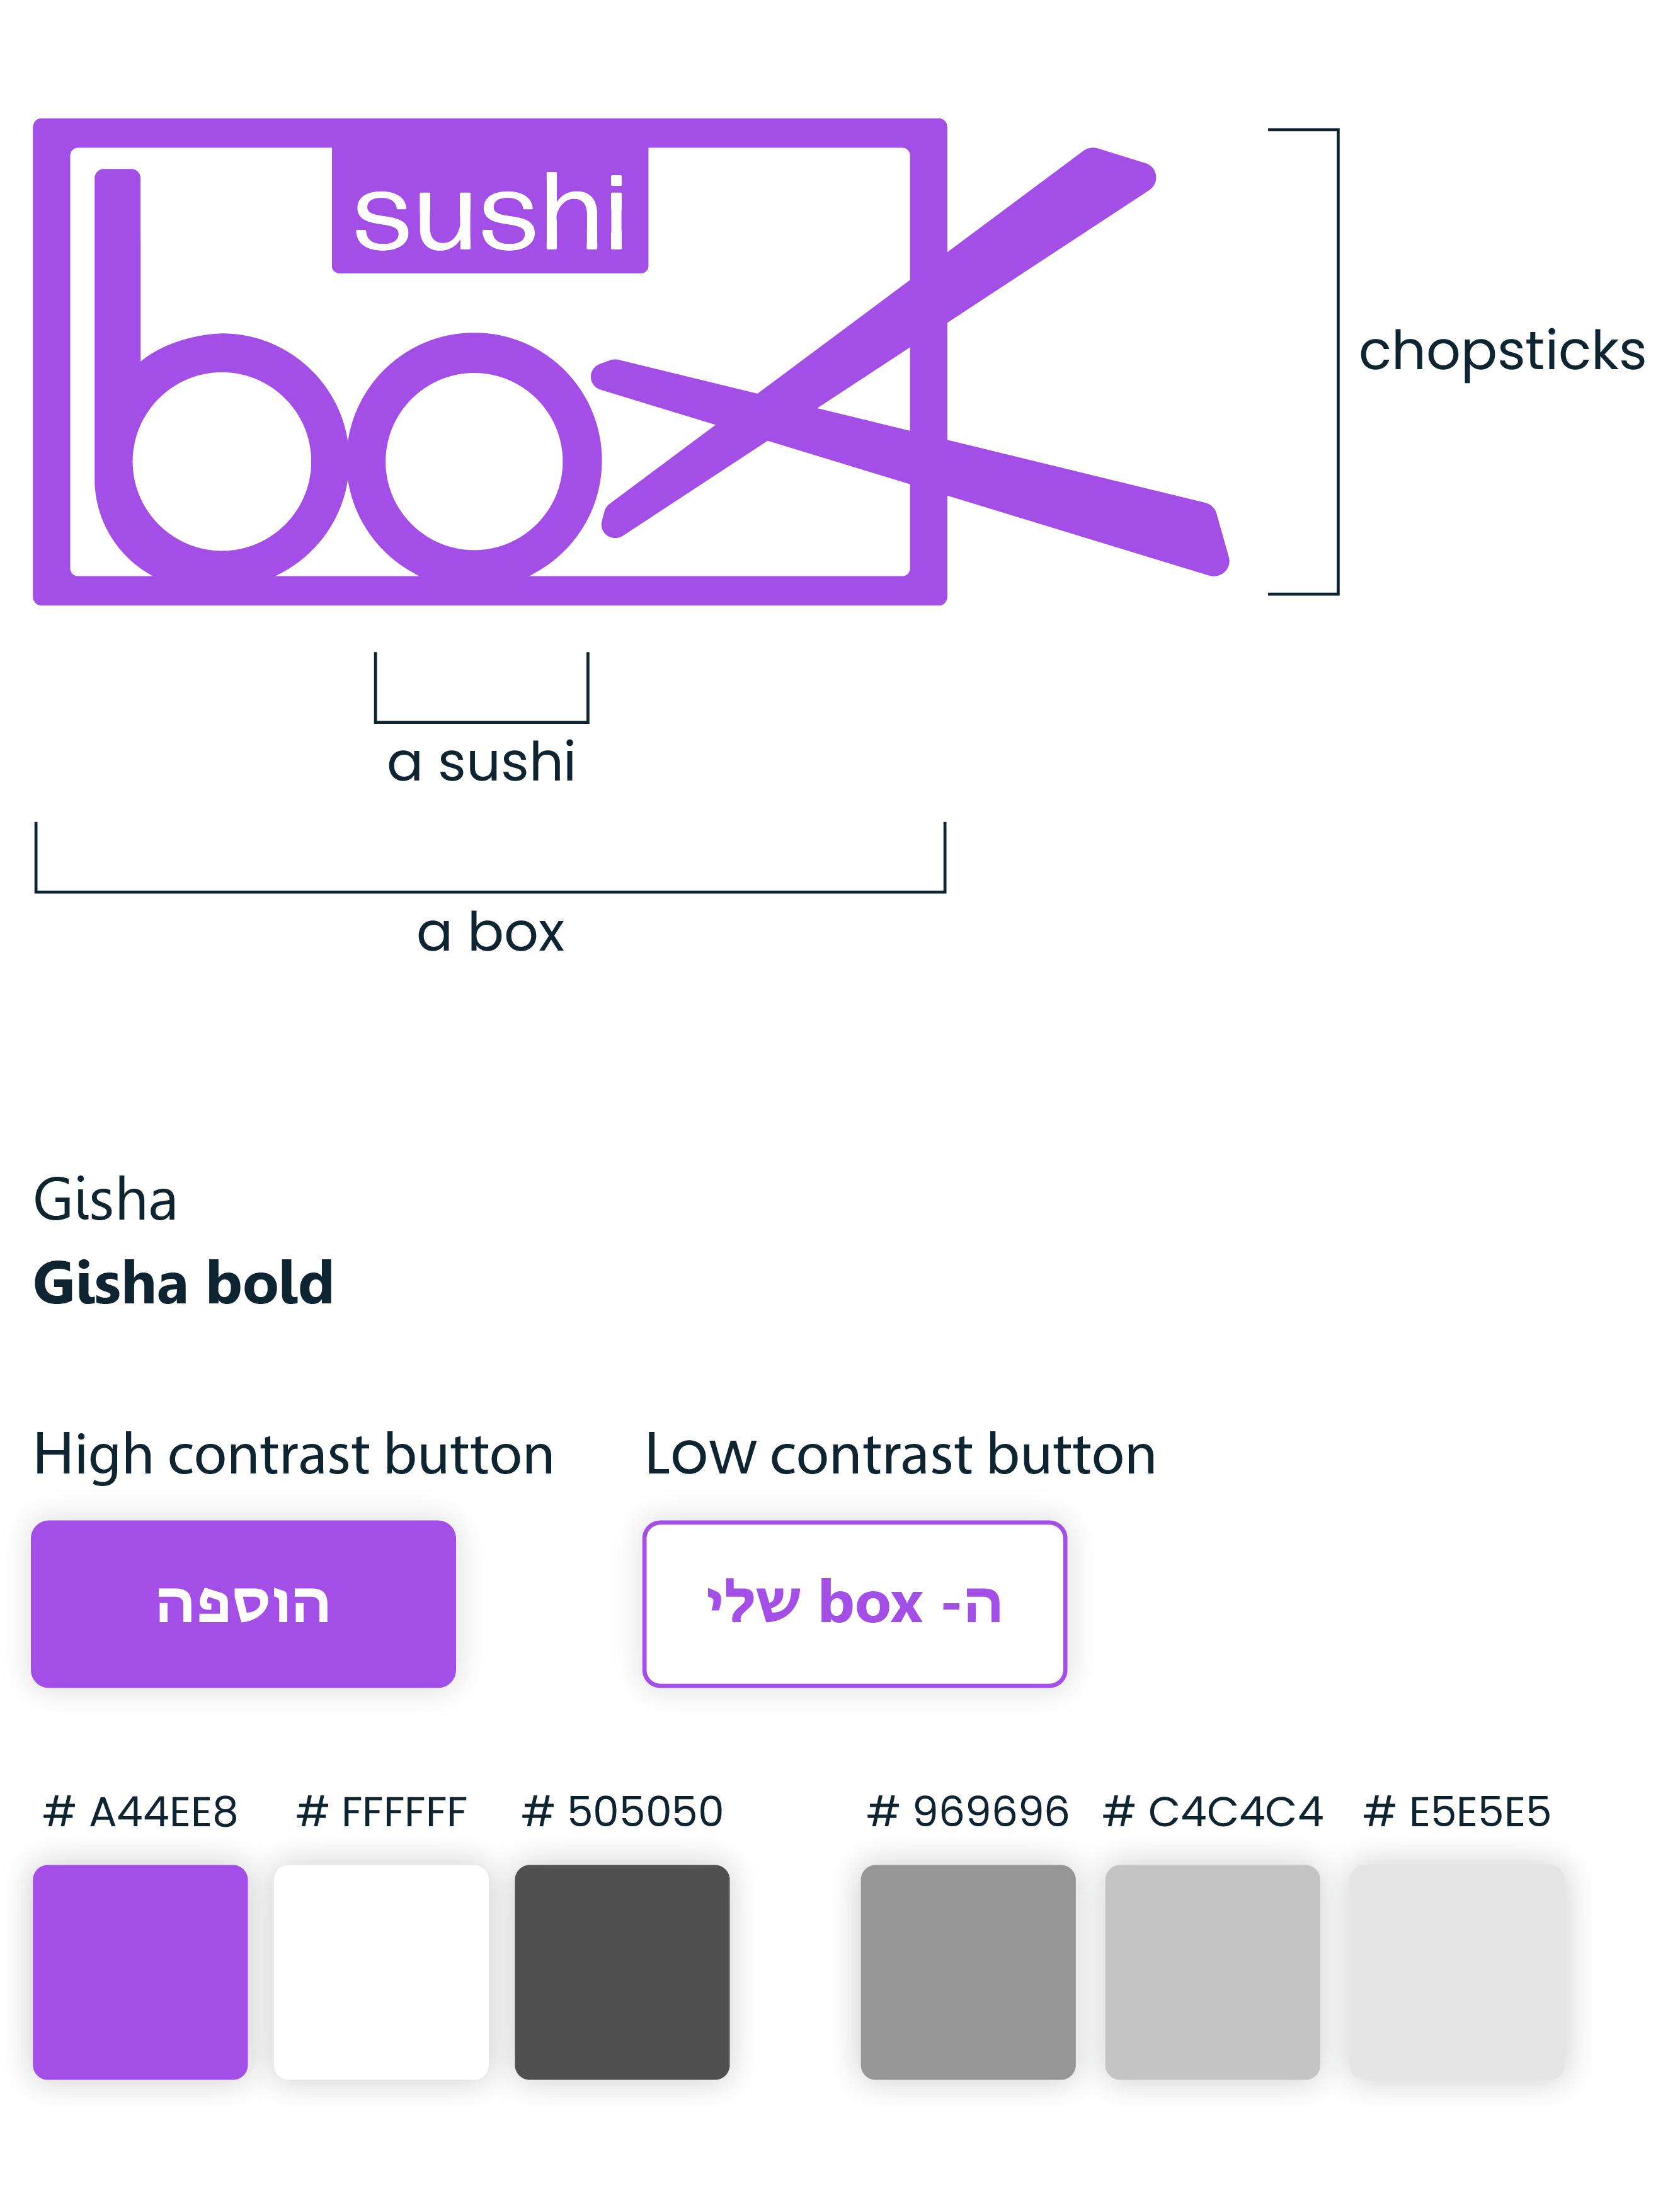 sushi
box
chopsticks
a sushi
a box
Gisha
Gisha bold
High contrast button
Low contrast button
הוספה
ה- box שלי
# A44EE8
# FFFFFF
# 505050
# 969696
# C4C4C4
# E5E5E5